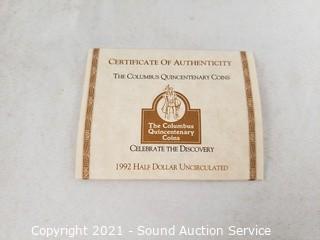 CERTIFICATE OF AUTHENTICITY
THE COLUMBUS QUINCENTENARY COINS
The Columbus
Quincentenary
Coins
CELEBRATE THE DISCOVERY
1992 HALF DOLLAR UNCIRCULATED
Copyright 2021 - Sound Auction Service